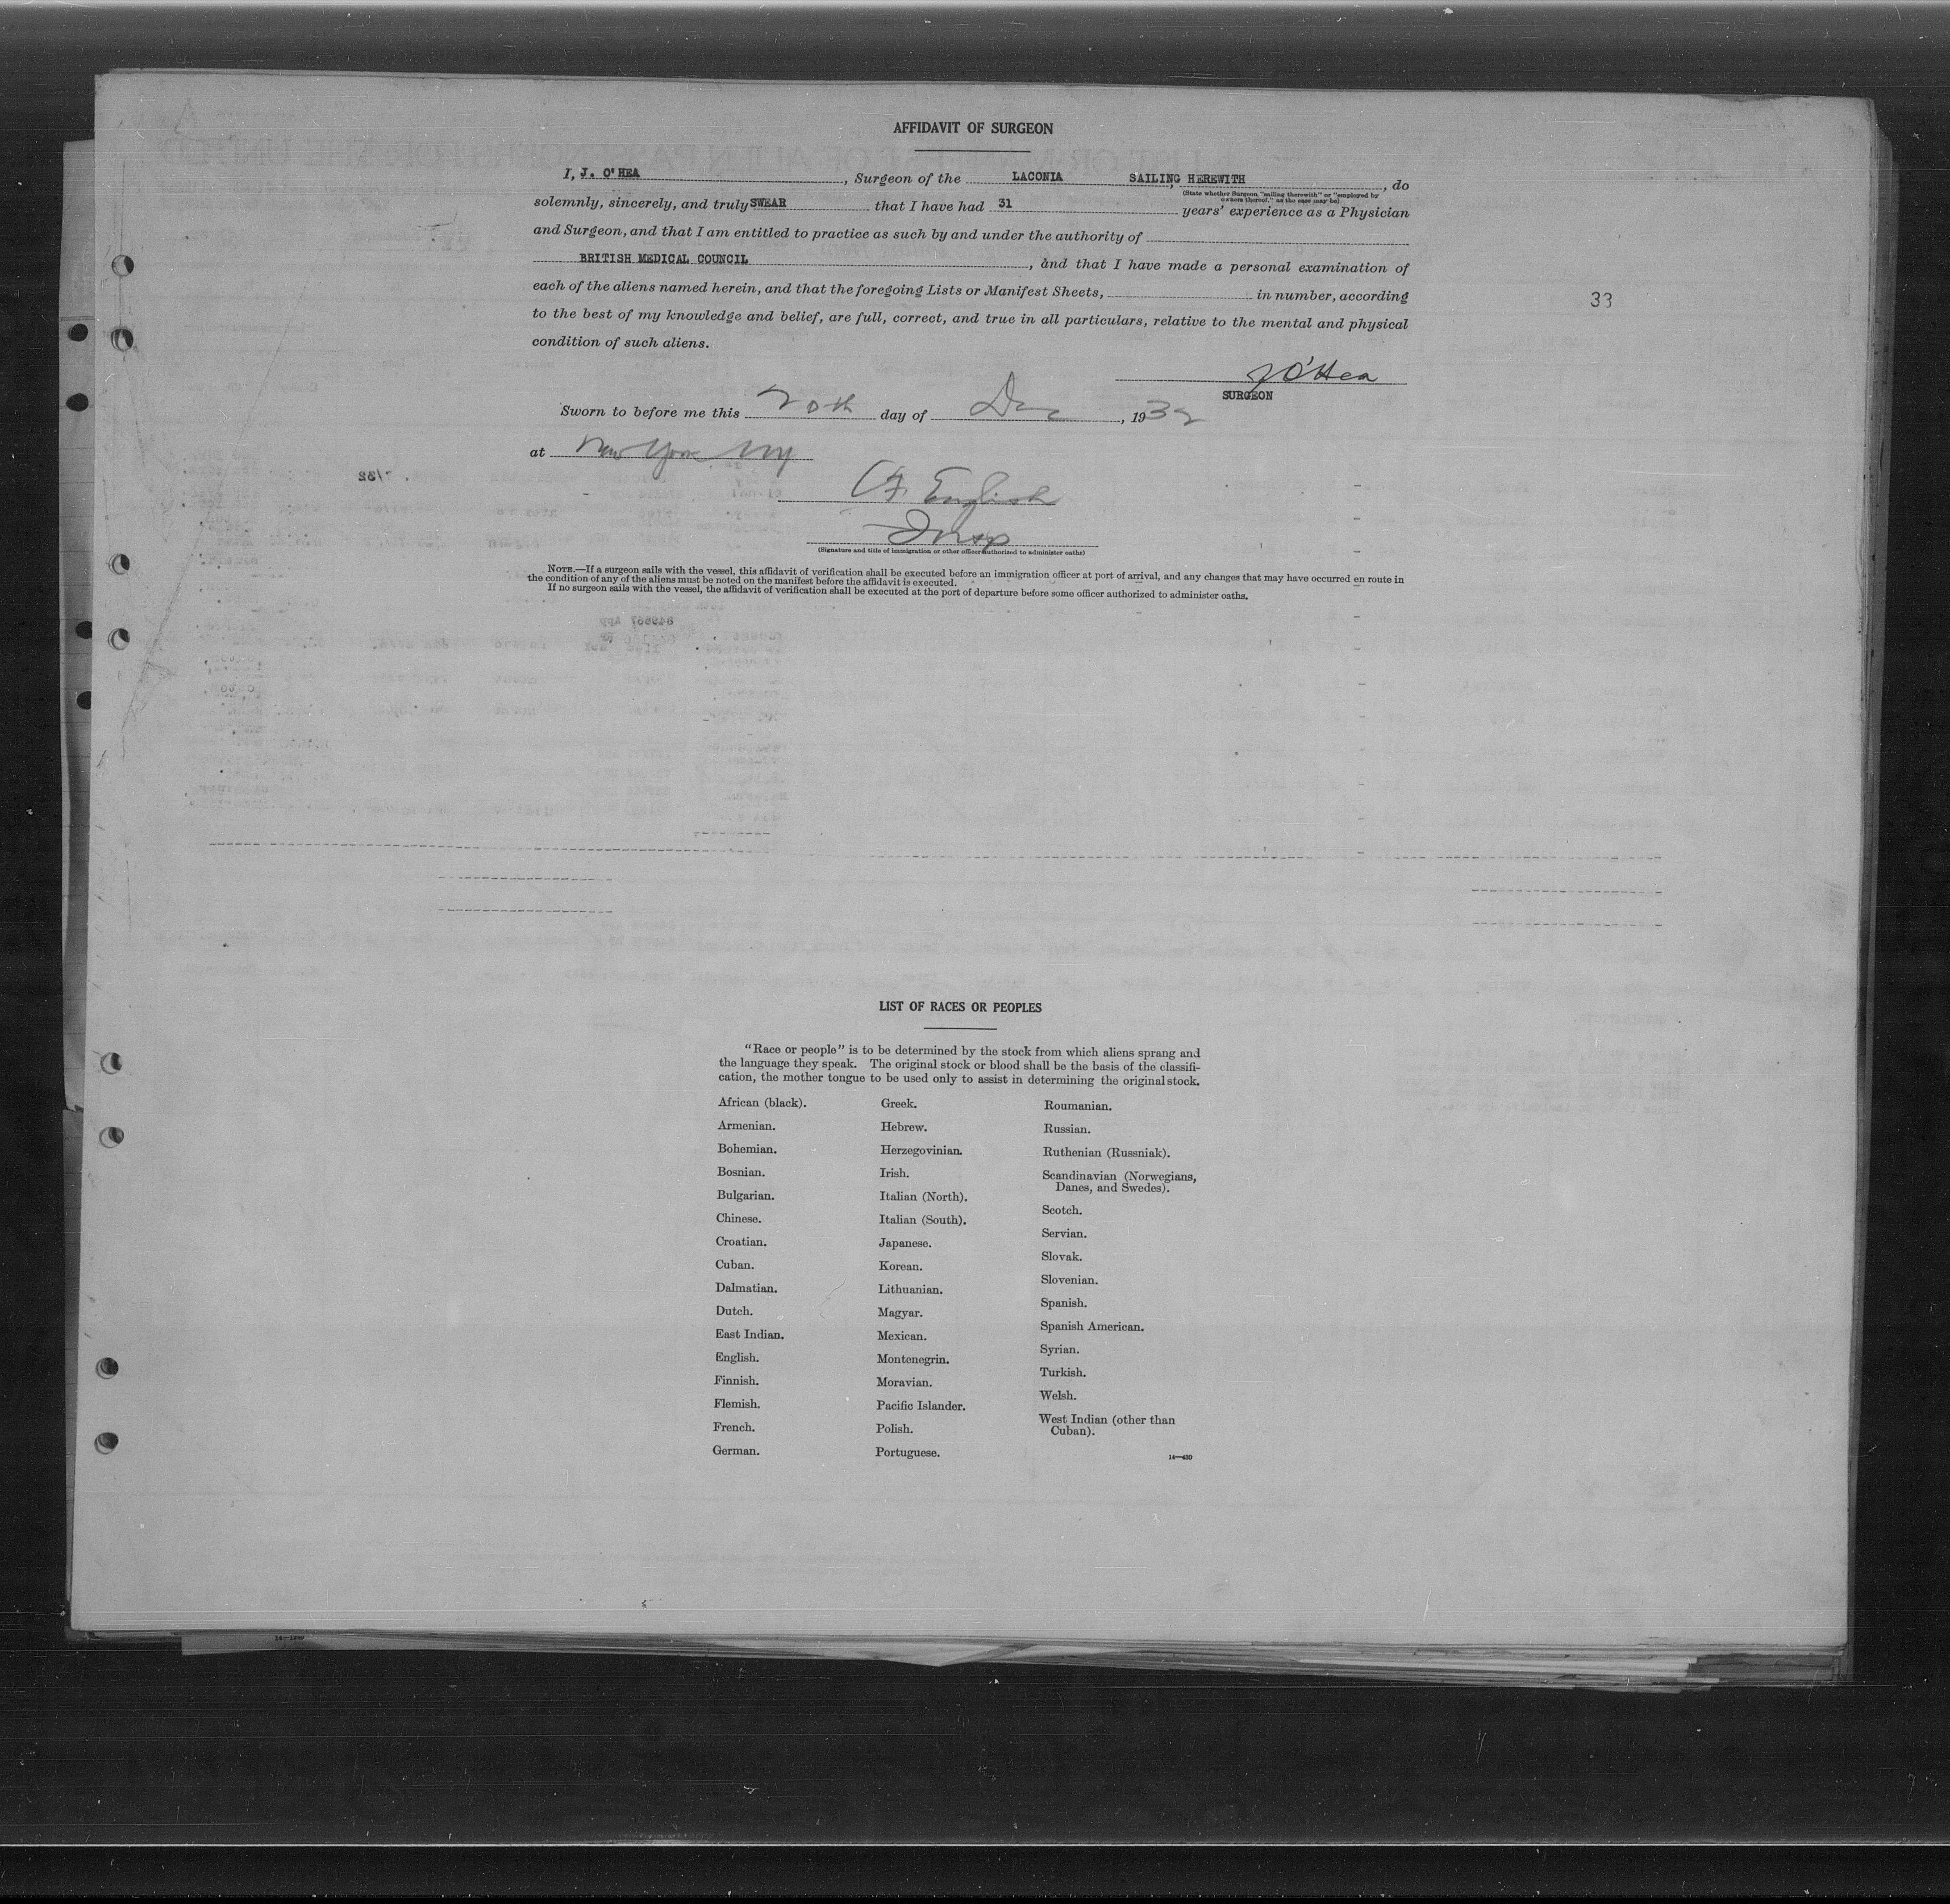 AFFIDAVIT OF SURGEON
I, J. O'HEA, Surgeon of the LACONIA, SAILING HEREWITH, do
(State whether Surgeon "sailing therewith" or "employed by
owners thereof," as the case may be)
solemnly, sincerely, and truly SWEAR that I have had 31 years' experience as a Physician
and Surgeon, and that I am entitled to practice as such by and under the authority of
BRITISH MEDICAL COUNCIL, and that I have made a personal examination of
each of the aliens named herein, and that the foregoing Lists or Manifest Sheets, in number, according
33
to the best of my knowledge and belief, are full, correct, and true in all particulars, relative to the mental and physical
condition of such aliens.
J O'Hea
SURGEON
Sworn to before me this 20th day of Dec, 1932
at New York NY
English
Insp
(Signature and title of immigration or other officer authorized to administer oaths)
NOTE.—If a surgeon sails with the vessel, this affidavit of verification shall be executed before an immigration officer at port of arrival, and any changes that may have occurred en route in
the condition of any of the aliens must be noted on the manifest before the affidavit is executed.
If no surgeon sails with the vessel, the affidavit of verification shall be executed at the port of departure before some officer authorized to administer oaths.
LIST OF RACES OR PEOPLES
"Race or people" is to be determined by the stock from which aliens sprang and
the language they speak. The original stock or blood shall be the basis of the classifi-
cation, the mother tongue to be used only to assist in determining the original stock.
African (black).
Armenian.
Bohemian.
Bosnian.
Bulgarian.
Chinese.
Croatian.
Cuban.
Dalmatian.
Dutch.
East Indian.
English.
Finnish.
Flemish.
French.
German.
Greek.
Hebrew.
Herzegovinian.
Irish.
Italian (North).
Italian (South).
Japanese.
Korean.
Lithuanian.
Magyar.
Mexican.
Montenegrin.
Moravian.
Pacific Islander.
Polish.
Portuguese.
Roumanian.
Russian.
Ruthenian (Russniak).
Scandinavian (Norwegians,
Danes, and Swedes).
Scotch.
Servian.
Slovak.
Slovenian.
Spanish.
Spanish American.
Syrian.
Turkish.
Welsh.
West Indian (other than
Cuban).
14—430